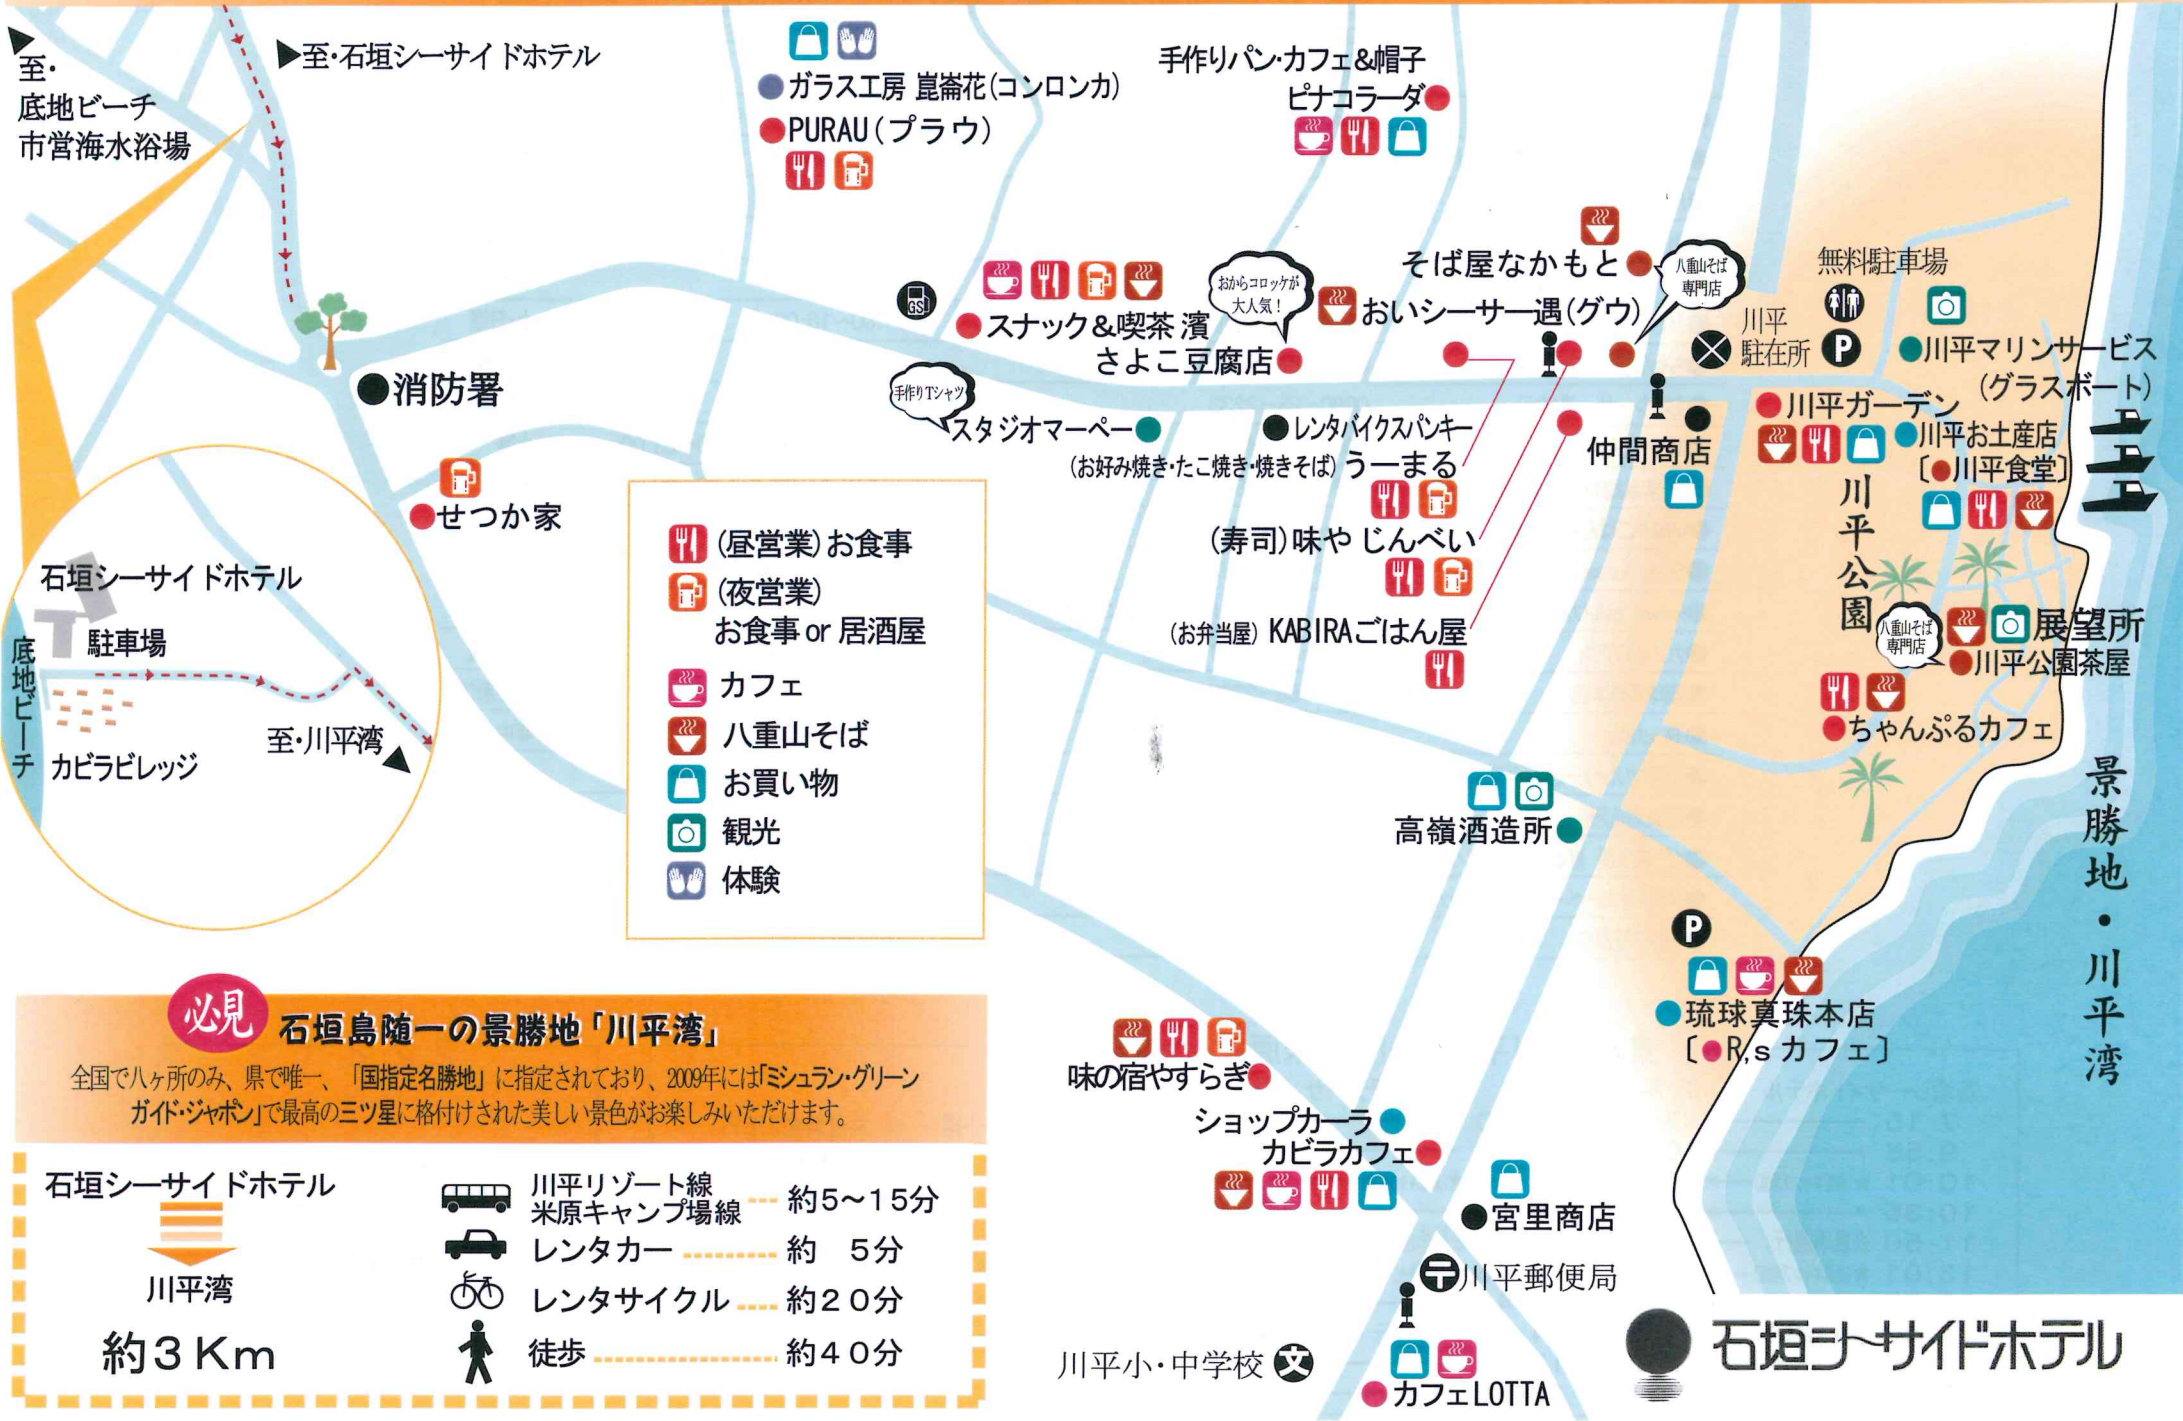 至・
底地ビーチ
市営海水浴場
至・石垣シーサイドホテル
ガラス工房 崑崙花(コンロンカ)
PURAU(プラウ)
手作りパン・カフェ&帽子
ピナコラーダ
GS
スナック&喫茶 濱
おからコロッケが
大人気!
さよこ豆腐店
そば屋なかもと
八重山そば
専門店
おいシーサー遇(グウ)
川平
駐在所
無料駐車場
P
川平マリンサービス
(グラスボート)
消防署
手作りTシャツ
スタジオマーペー
レンタバイクスパンキー
(お好み焼き・たこ焼き・焼きそば) うーまる
(寿司)味や じんべい
(お弁当屋) KABIRAごはん屋
仲間商店
川平ガーデン
川平お土産店
〔川平食堂〕
川平公園
八重山そば
専門店
展望所
川平公園茶屋
ちゃんぷるカフェ
せつか家
石垣シーサイドホテル
駐車場
底地ビーチ
至・川平湾
カビラビレッジ
(昼営業)お食事
(夜営業)
お食事 or 居酒屋
カフェ
八重山そば
お買い物
観光
体験
高嶺酒造所
景勝地・川平湾
P
琉球真珠本店
〔R,s カフェ〕
味の宿やすらぎ
ショップカーラ
カビラカフェ
宮里商店
〒川平郵便局
川平小・中学校 文
カフェLOTTA
必見
石垣島随一の景勝地「川平湾」
全国で八ヶ所のみ、県で唯一、「国指定名勝地」に指定されており、2009年には「ミシュラン・グリーン
ガイド・ジャポン」で最高の三ツ星に格付けされた美しい景色がお楽しみいただけます。
石垣シーサイドホテル
川平湾
約3Km
川平リゾート線
米原キャンプ場線 約5~15分
レンタカー 約 5分
レンタサイクル 約20分
徒歩 約40分
石垣シーサイドホテル